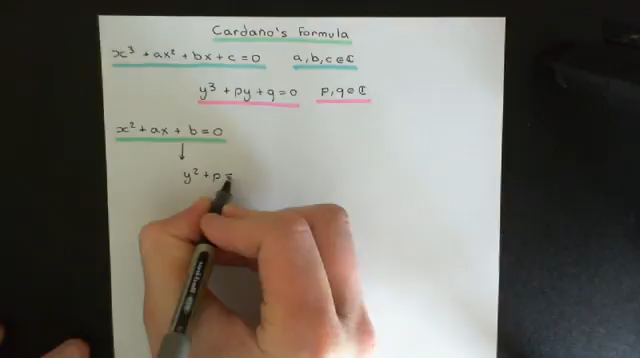 Cardano's Formula
x³ + ax² + bx + c = 0 a, b, c ∈ ℂ
y³ + py + q = 0 p, q ∈ ℂ
x² + ax + b = 0
↓
y² + p =